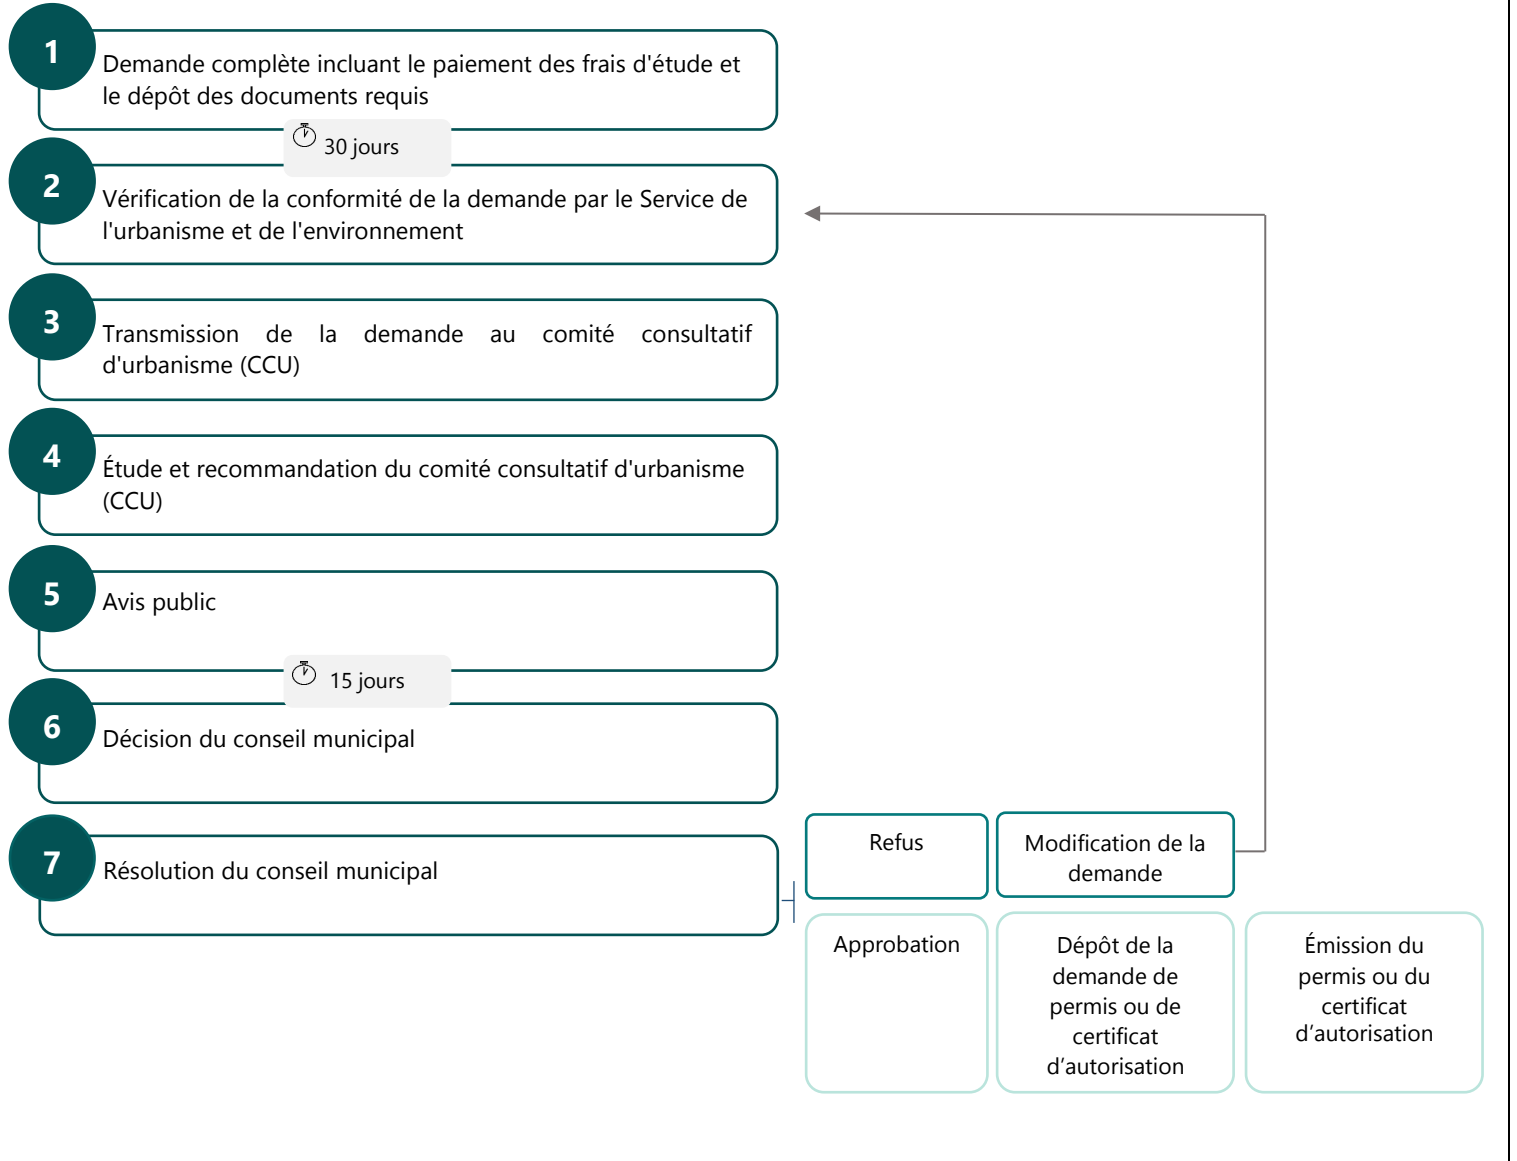 1
Demande complète incluant le paiement des frais d'étude et
le dépôt des documents requis
30 jours
2
Vérification de la conformité de la demande par le Service de
l'urbanisme et de l'environnement
3
Transmission de la demande au comité consultatif
d'urbanisme (CCU)
4
Étude et recommandation du comité consultatif d'urbanisme
(CCU)
5
Avis public
15 jours
6
Décision du conseil municipal
7
Résolution du conseil municipal
Refus
Modification de la
demande
Approbation
Dépôt de la
demande de
permis ou de
certificat
d’autorisation
Émission du
permis ou du
certificat
d’autorisation